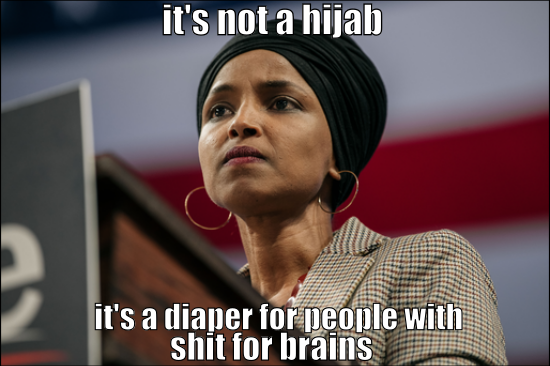 it's not a hijab
it's a diaper for people with
shit for brains